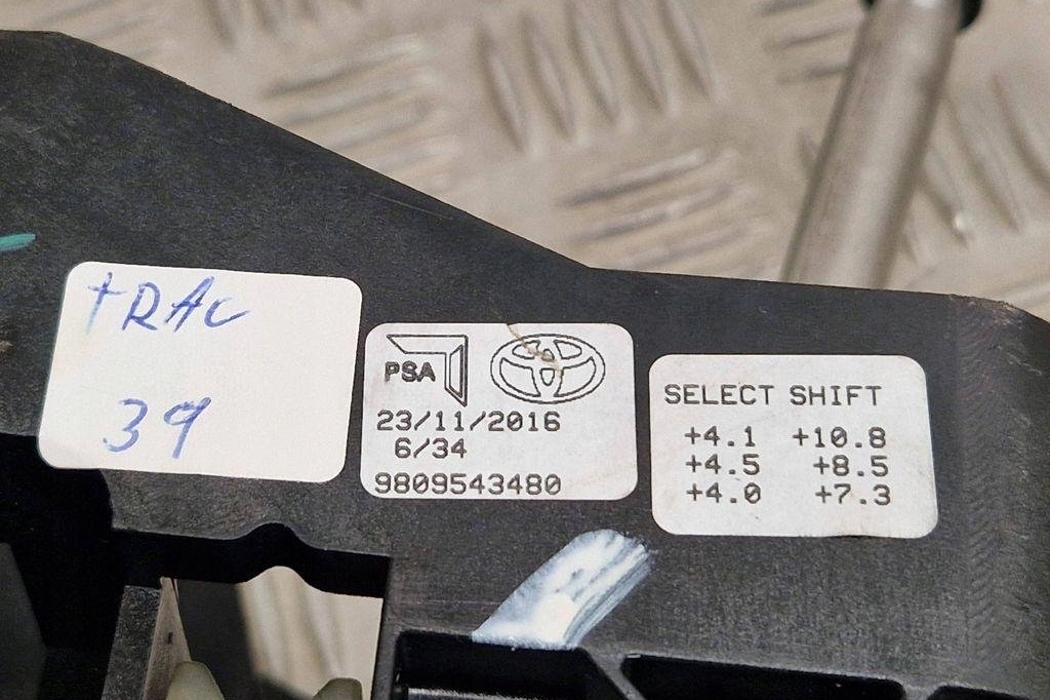 tRAC
39
PSA
23/11/2016
6/34
9809543480
SELECT SHIFT
+4.1 +10.8
+4.5 +8.5
+4.0 +7.3